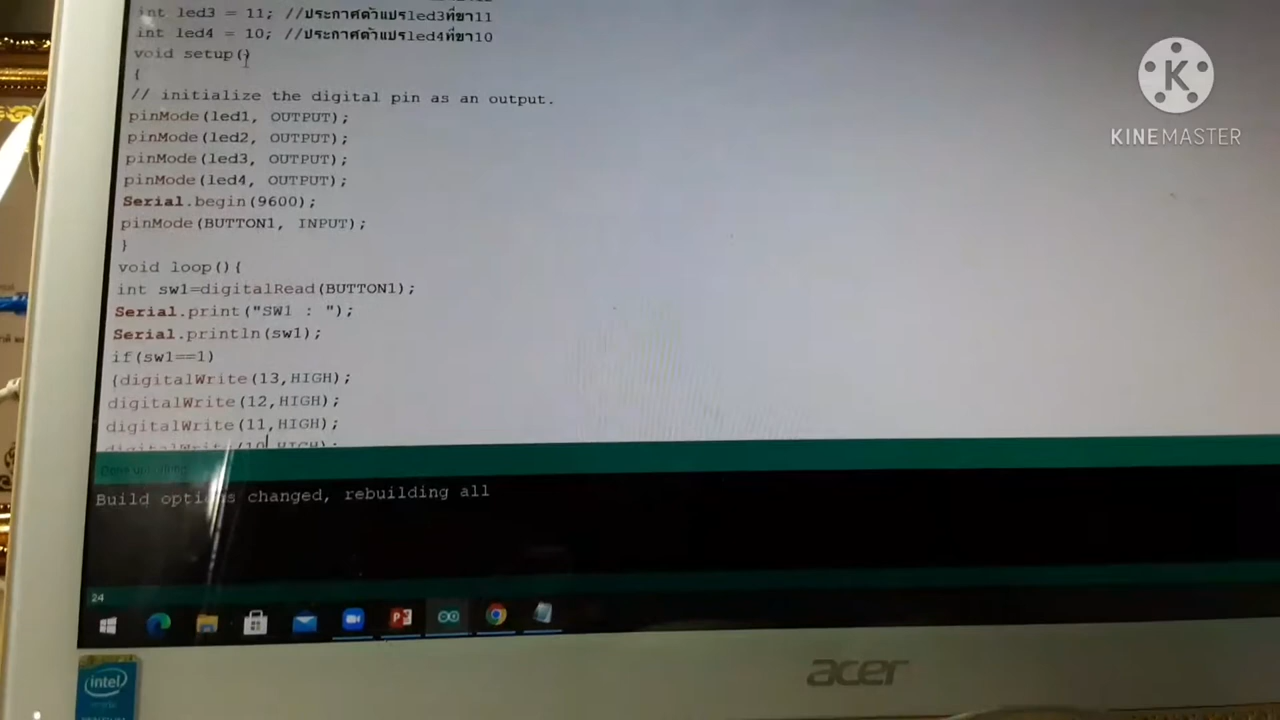 int led3 = 11; //ประกาศตัวแปรled3ที่ขา11
int led4 = 10; //ประกาศตัวแปรled4ที่ขา10
void setup()
{
// initialize the digital pin as an output.
pinMode(led1, OUTPUT);
pinMode(led2, OUTPUT);
pinMode(led3, OUTPUT);
pinMode(led4, OUTPUT);
Serial.begin(9600);
pinMode(BUTTON1, INPUT);
}
void loop(){
int sw1=digitalRead(BUTTON1);
Serial.print("SW1 : ");
Serial.println(sw1);
if(sw1==1)
{digitalWrite(13,HIGH);
digitalWrite(12,HIGH);
digitalWrite(11,HIGH);
digitalWrite(10,HIGH);
Build options changed, rebuilding all
24
acer
intel
K
KINEMASTER